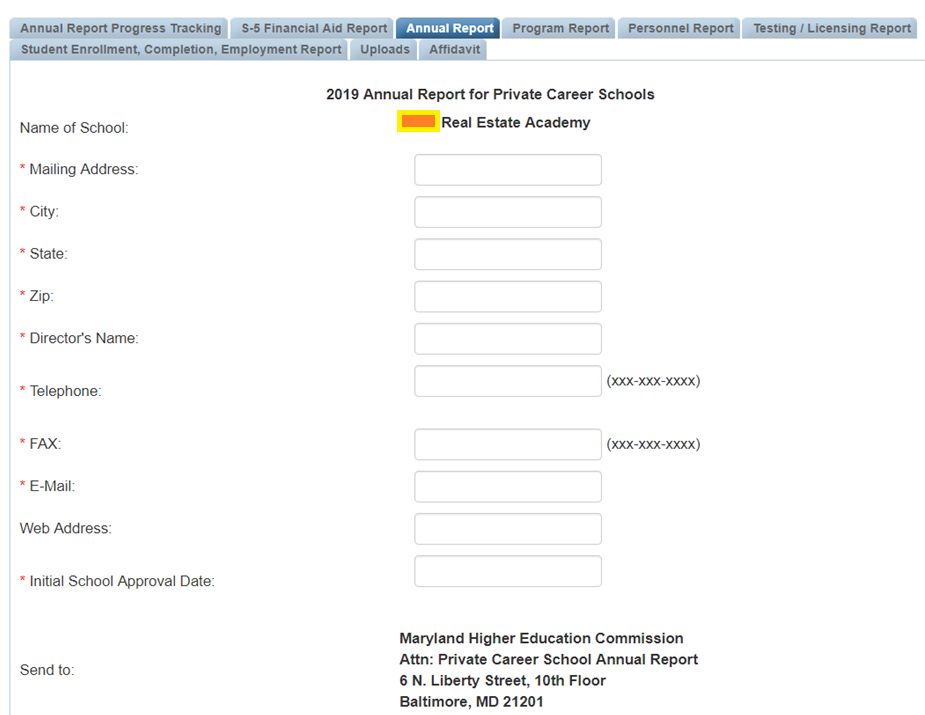 Annual Report Progress Tracking S-5 Financial Aid Report Annual Report Program Report Personnel Report Testing / Licensing Report
Student Enrollment, Completion, Employment Report Uploads Affidavit
2019 Annual Report for Private Career Schools
Name of School: Real Estate Academy
* Mailing Address:
* City:
* State:
* Zip:
* Director's Name:
* Telephone: (xxx-xxx-xxxx)
* FAX: (xxx-xxx-xxxx)
* E-Mail:
Web Address:
* Initial School Approval Date:
Send to:
Maryland Higher Education Commission
Attn: Private Career School Annual Report
6 N. Liberty Street, 10th Floor
Baltimore, MD 21201